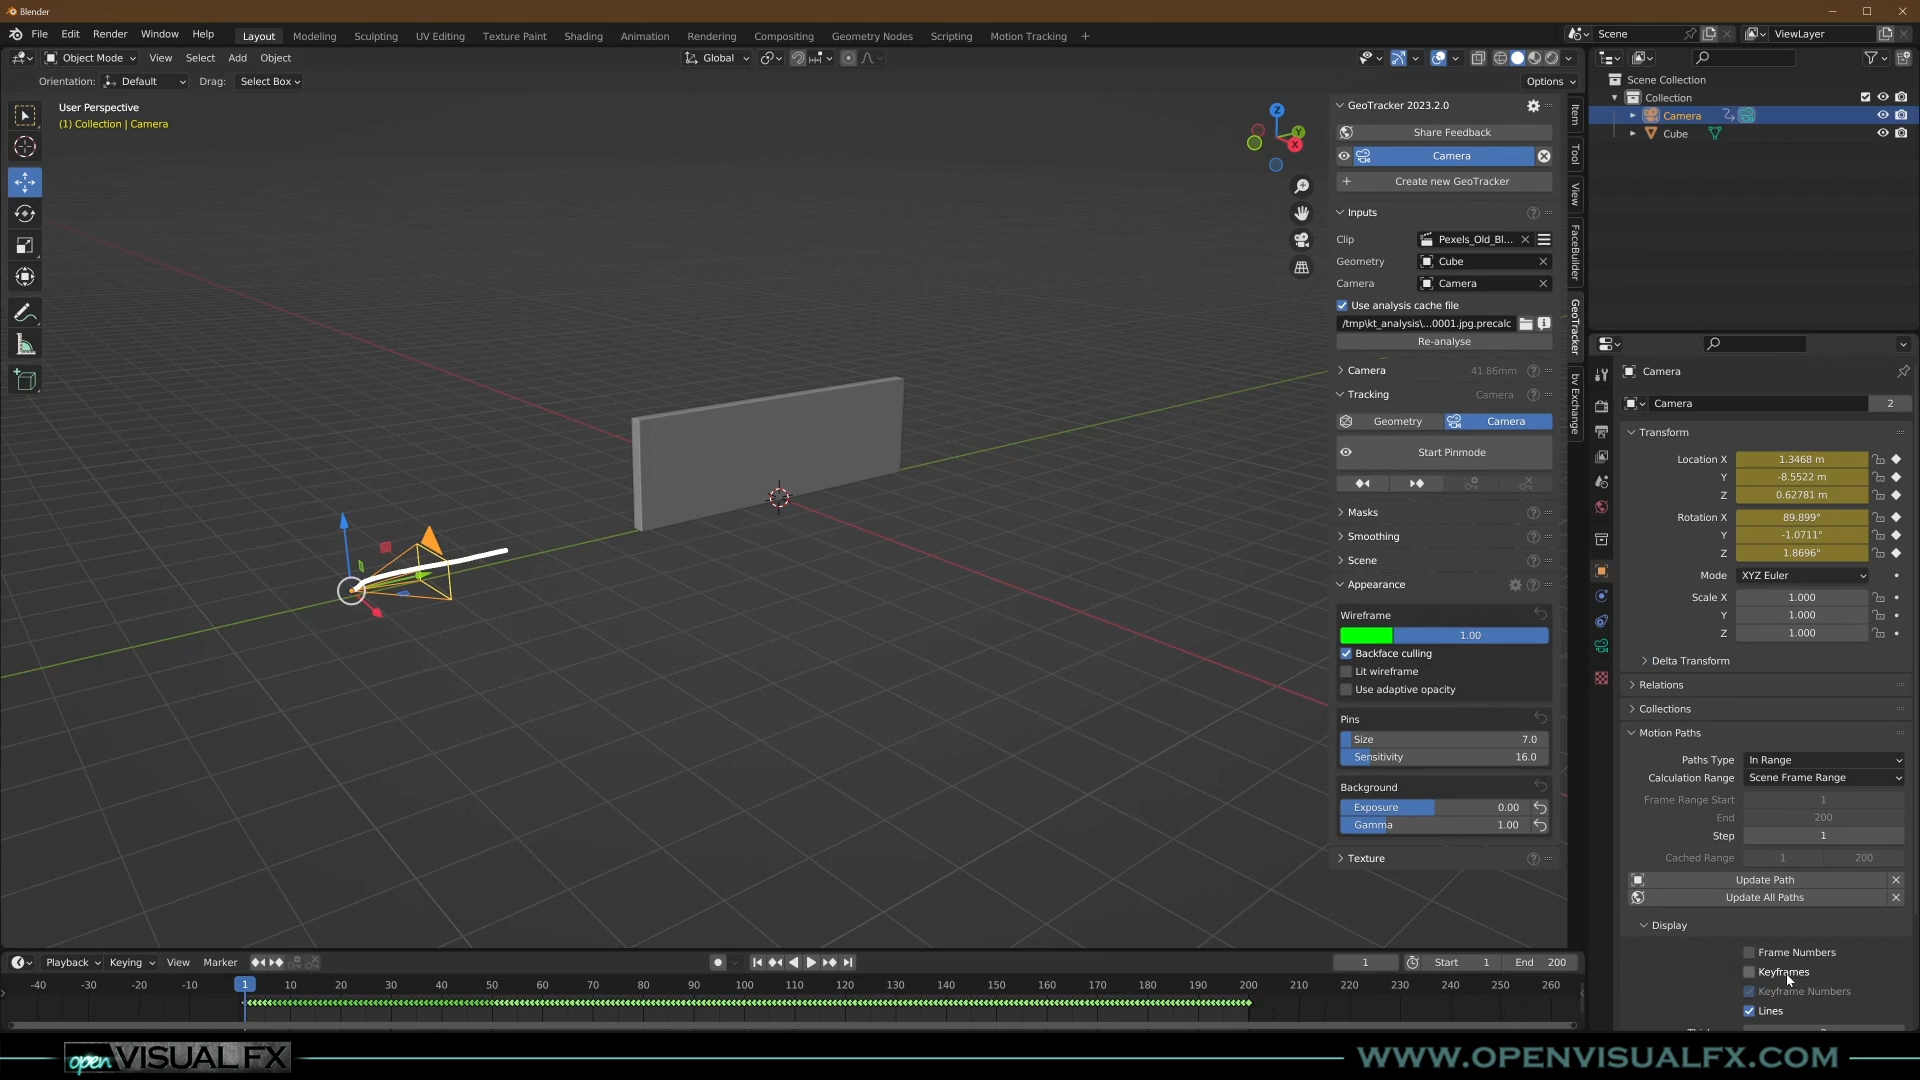 Blender
File Edit Render Window Help Layout Modeling Sculpting UV Editing Texture Paint Shading Animation Rendering Compositing Geometry Nodes Scripting Motion Tracking + Scene ViewLayer
Object Mode View Select Add Object Global
Orientation: Default Drag: Select Box Options
User Perspective
(1) Collection | Camera
Z
Y
X
GeoTracker 2023.2.0
Share Feedback
Camera
Create new GeoTracker
Inputs
Clip Pexels_Old_Bl...
Geometry Cube
Camera Camera
Use analysis cache file
/tmp\kt_analysis\...0001.jpg.precalc
Re-analyse
Camera 41.86mm
Tracking Camera
Geometry Camera
Start Pinmode
Masks
Smoothing
Scene
Appearance
Wireframe
1.00
Backface culling
Lit wireframe
Use adaptive opacity
Pins
Size 7.0
Sensitivity 16.0
Background
Exposure 0.00
Gamma 1.00
Texture
Item
Tool
View
FaceBuilder
GeoTracker
bv Exchange
Scene Collection
Collection
Camera
Cube
Camera
Camera 2
Transform
Location X 1.3468 m
Y -8.5522 m
Z 0.62781 m
Rotation X 89.899°
Y -1.0711°
Z 1.8696°
Mode XYZ Euler
Scale X 1.000
Y 1.000
Z 1.000
Delta Transform
Relations
Collections
Motion Paths
Paths Type In Range
Calculation Range Scene Frame Range
Frame Range Start 1
End 200
Step 1
Cached Range 1 200
Update Path
Update All Paths
Display
Frame Numbers
Keyframes
Keyframe Numbers
Lines
Playback Keying View Marker 1 Start 1 End 200
-40 -30 -20 -10 1 10 20 30 40 50 60 70 80 90 100 110 120 130 140 150 160 170 180 190 200 210 220 230 240 250 260
open VISUALFX
WWW.OPENVISUALFX.COM